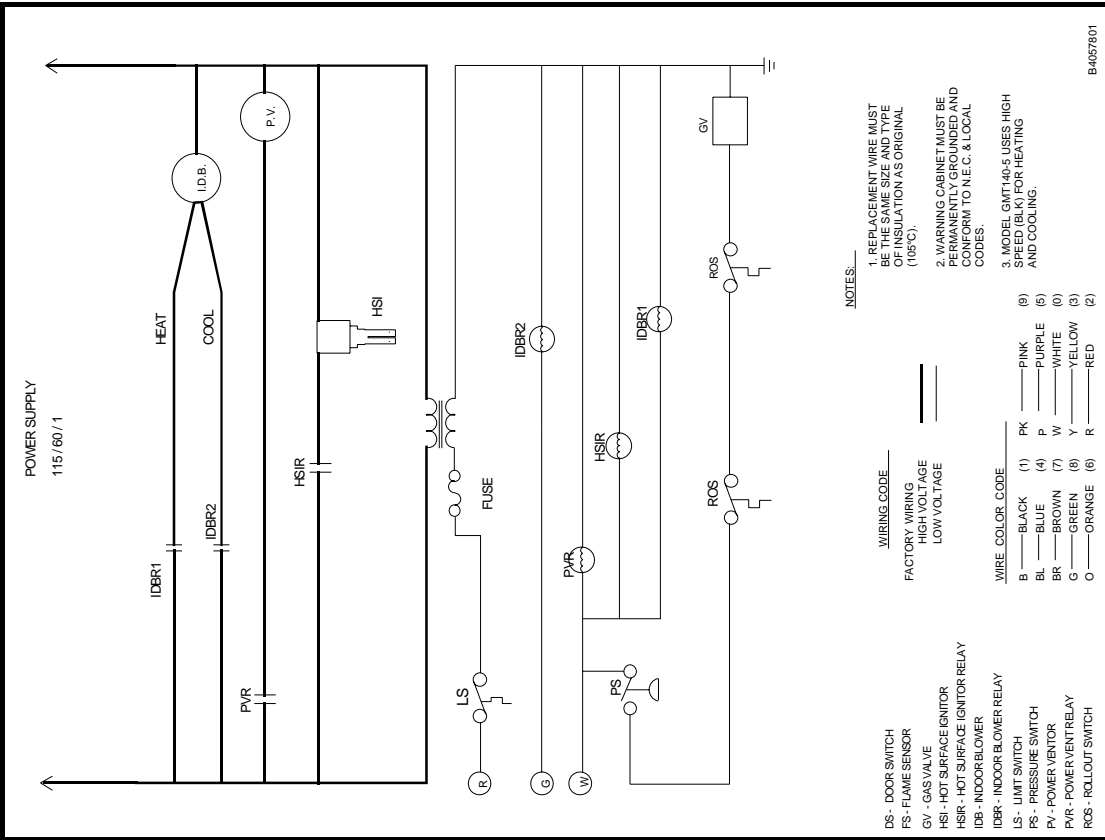 POWER SUPPLY
115 / 60 / 1
HEAT
I.D.B.
IDBR1
COOL
IDBR2
P.V.
PVR
HSIR
HSI
FUSE
LS
R
IDBR2
G
PVR
W
HSIR
IDBR1
PS
ROS
ROS
GV
DS - DOOR SWITCH
FS - FLAME SENSOR
GV - GAS VALVE
HSI - HOT SURFACE IGNITOR
HSIR - HOT SURFACE IGNITOR RELAY
IDB - INDOOR BLOWER
IDBR - INDOOR BLOWER RELAY
LS - LIMIT SWITCH
PS - PRESSURE SWITCH
PV - POWER VENTOR
PVR - POWER VENT RELAY
ROS - ROLLOUT SWITCH
WIRING CODE
FACTORY WIRING
HIGH VOLTAGE
LOW VOLTAGE
WIRE COLOR CODE
B BLACK (1) PK PINK (9)
BL BLUE (4) P PURPLE (5)
BR BROWN (7) W WHITE (0)
G GREEN (8) Y YELLOW (3)
O ORANGE (6) R RED (2)
NOTES:
1. REPLACEMENT WIRE MUST
BE THE SAME SIZE AND TYPE
OF INSULATION AS ORIGINAL
(105°C).
2. WARNING CABINET MUST BE
PERMANENTLY GROUNDED AND
CONFORM TO N.E.C. & LOCAL
CODES.
3. MODEL GMT140-5 USES HIGH
SPEED (BLK) FOR HEATING
AND COOLING.
B4057801